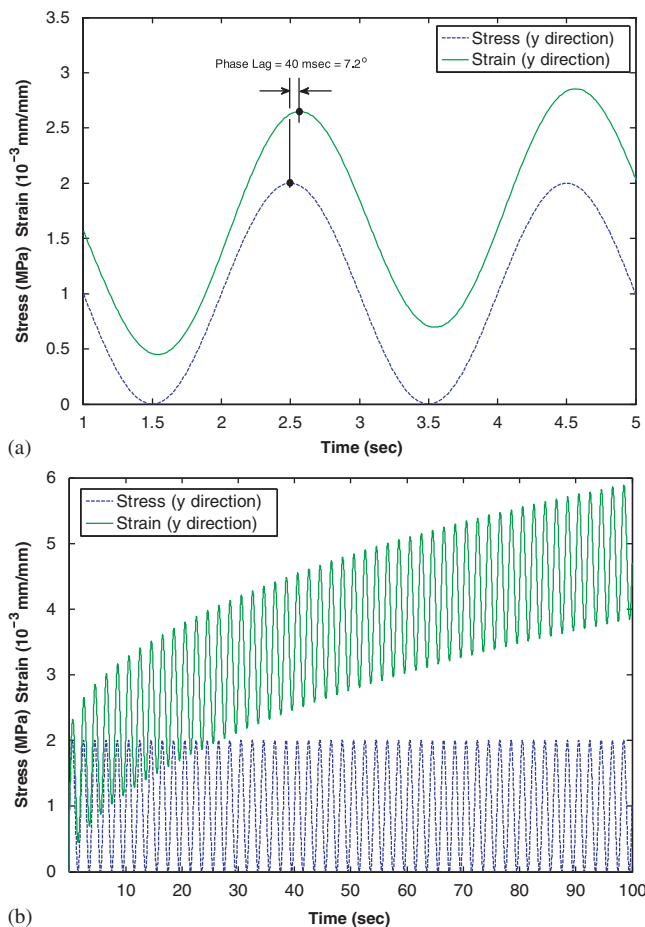 3.5
3
2.5
2
1.5
1
0.5
0
Stress (MPa) Strain (10⁻³ mm/mm)
Phase Lag = 40 msec = 7.2°
Stress (y direction)
Strain (y direction)
1 1.5 2 2.5 3 3.5 4 4.5 5
Time (sec)
(a)
6
5
4
3
2
1
0
Stress (MPa) Strain (10⁻³ mm/mm)
Stress (y direction)
Strain (y direction)
10 20 30 40 50 60 70 80 90 100
Time (sec)
(b)